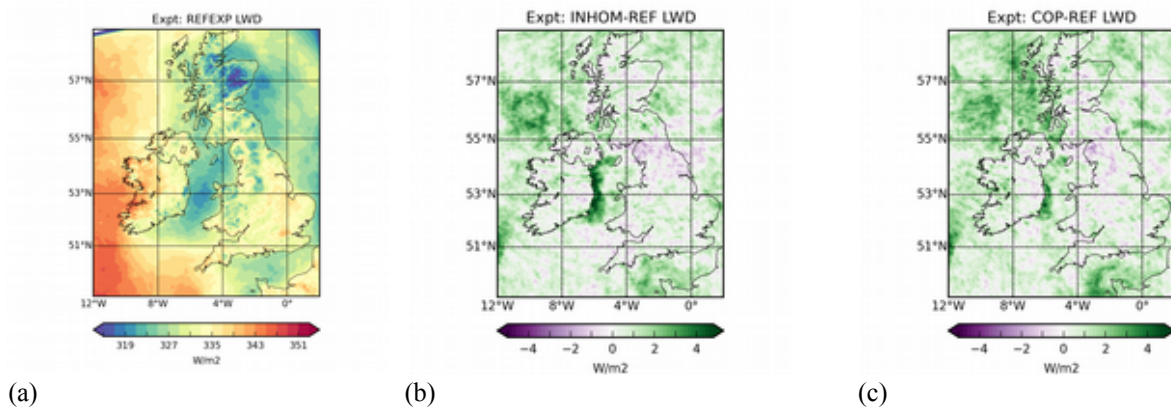 Expt: REFEXP LWD
57°N
55°N
53°N
51°N
12°W 8°W 4°W 0°
319 327 335 343 351
W/m2
(a)
Expt: INHOM-REF LWD
57°N
55°N
53°N
51°N
12°W 8°W 4°W 0°
−4 −2 0 2 4
W/m2
(b)
Expt: COP-REF LWD
57°N
55°N
53°N
51°N
12°W 8°W 4°W 0°
−4 −2 0 2 4
W/m2
(c)